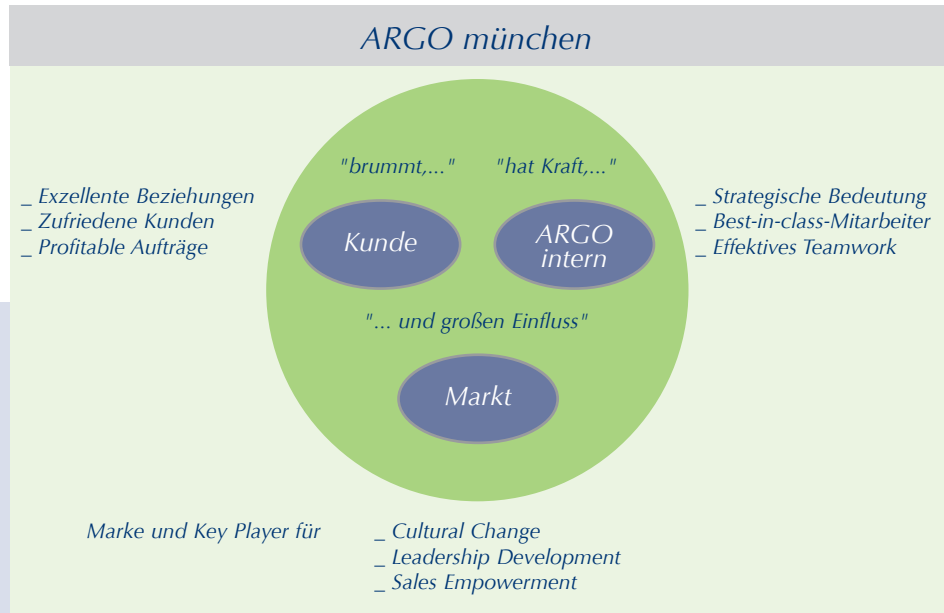 ARGO münchen
"brummt,..." "hat Kraft,..."
_ Exzellente Beziehungen
_ Zufriedene Kunden
_ Profitable Aufträge
Kunde
ARGO
intern
_ Strategische Bedeutung
_ Best-in-class-Mitarbeiter
_ Effektives Teamwork
"... und großen Einfluss"
Markt
Marke und Key Player für
_ Cultural Change
_ Leadership Development
_ Sales Empowerment